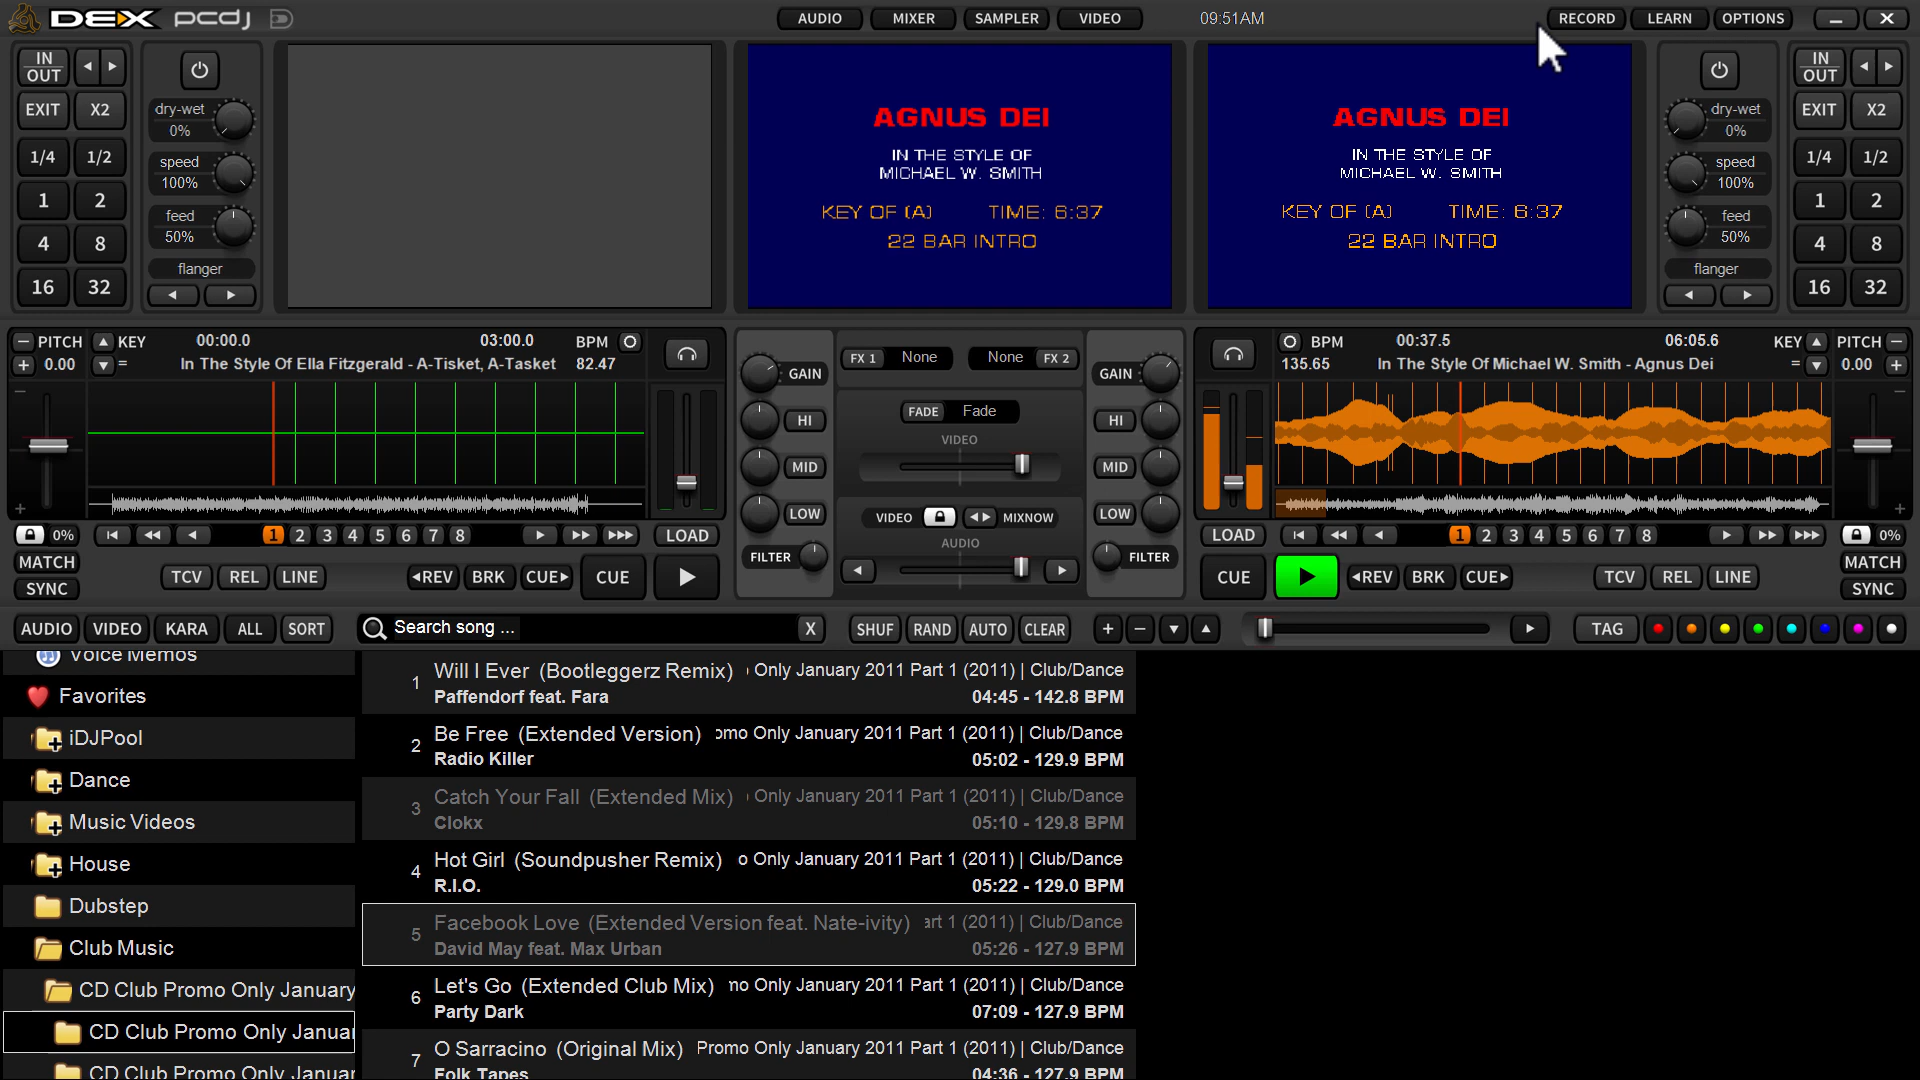 DEX pcdj
AUDIO MIXER SAMPLER VIDEO 09:51AM RECORD LEARN OPTIONS
IN OUT
EXIT X2
1/4 1/2
1 2
4 8
16 32
dry-wet
0%
speed
100%
feed
50%
flanger
AGNUS DEI
IN THE STYLE OF
MICHAEL W. SMITH
KEY OF (A) TIME: 6:37
22 BAR INTRO
AGNUS DEI
IN THE STYLE OF
MICHAEL W. SMITH
KEY OF (A) TIME: 6:37
22 BAR INTRO
dry-wet
0%
speed
100%
feed
50%
flanger
IN OUT
EXIT X2
1/4 1/2
1 2
4 8
16 32
PITCH KEY 00:00.0 03:00.0 BPM
0.00 = In The Style Of Ella Fitzgerald - A-Tisket, A-Tasket 82.47
0% 1 2 3 4 5 6 7 8 LOAD
MATCH
SYNC
TCV REL LINE ◄REV BRK CUE► CUE
GAIN FX 1 None None FX 2 GAIN
HI FADE Fade HI
VIDEO
MID MID
LOW VIDEO MIXNOW LOW
AUDIO
FILTER FILTER
BPM 00:37.5 06:05.6 KEY PITCH
135.65 In The Style Of Michael W. Smith - Agnus Dei = 0.00
LOAD 1 2 3 4 5 6 7 8 0%
MATCH
SYNC
CUE ◄REV BRK CUE► TCV REL LINE
AUDIO VIDEO KARA ALL SORT Search song ... X SHUF RAND AUTO CLEAR + − TAG
Voice Memos
Favorites
iDJPool
Dance
Music Videos
House
Dubstep
Club Music
CD Club Promo Only January
CD Club Promo Only Januar
CD Club Promo Only Januar
1 Will I Ever (Bootleggerz Remix) Only January 2011 Part 1 (2011) | Club/Dance
Paffendorf feat. Fara 04:45 - 142.8 BPM
2 Be Free (Extended Version) omo Only January 2011 Part 1 (2011) | Club/Dance
Radio Killer 05:02 - 129.9 BPM
3 Catch Your Fall (Extended Mix) Only January 2011 Part 1 (2011) | Club/Dance
Clokx 05:10 - 129.8 BPM
4 Hot Girl (Soundpusher Remix) o Only January 2011 Part 1 (2011) | Club/Dance
R.I.O. 05:22 - 129.0 BPM
5 Facebook Love (Extended Version feat. Nate-ivity) art 1 (2011) | Club/Dance
David May feat. Max Urban 05:26 - 127.9 BPM
6 Let's Go (Extended Club Mix) no Only January 2011 Part 1 (2011) | Club/Dance
Party Dark 07:09 - 127.9 BPM
7 O Sarracino (Original Mix) Promo Only January 2011 Part 1 (2011) | Club/Dance
Folk Tapes 04:36 - 127.9 BPM